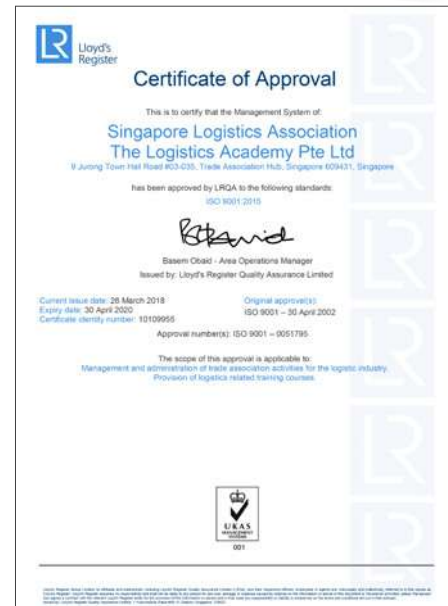 LR
Lloyd's
Register
Certificate of Approval
This is to certify that the Management System of:
Singapore Logistics Association
The Logistics Academy Pte Ltd
9 Jurong Town Hall Road #03-035, Trade Association Hub, Singapore 609431, Singapore
has been approved by LRQA to the following standards:
ISO 9001:2015
Basem Obaid - Area Operations Manager
Issued by: Lloyd's Register Quality Assurance Limited
Current issue date: 26 March 2018
Expiry date: 30 April 2020
Certificate identity number: 10109955
Original approval(s):
ISO 9001 – 30 April 2002
Approval number(s): ISO 9001 – 0051795
The scope of this approval is applicable to:
Management and administration of trade association activities for the logistic industry.
Provision of logistics related training courses.
UKAS
MANAGEMENT
SYSTEMS
001